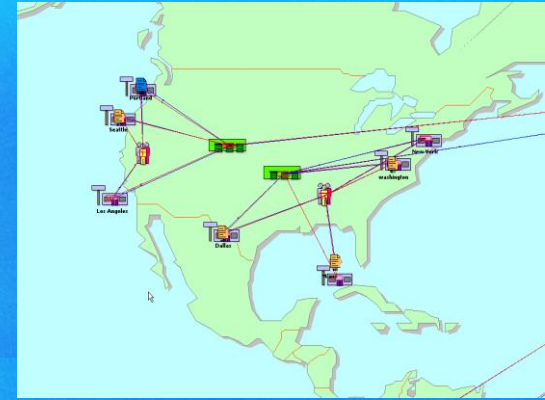 Portland
Seattle
New-York
washington
Los-Angeles
Dallas